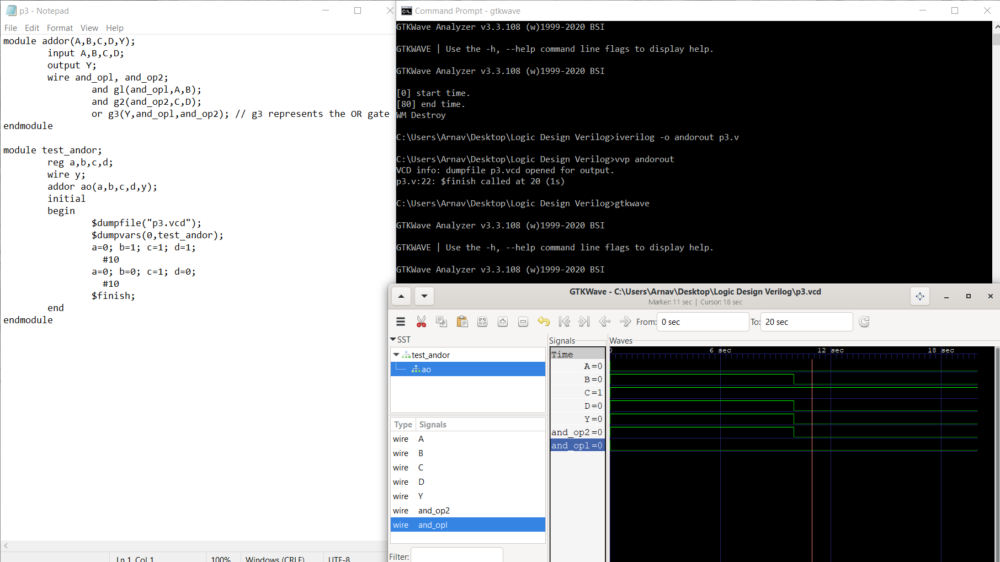 p3 - Notepad
File Edit Format View Help
module addor(A,B,C,D,Y);
input A,B,C,D;
output Y;
wire and_opl, and_op2;
and gl(and_opl,A,B);
and g2(and_op2,C,D);
or g3(Y,and_opl,and_op2); // g3 represents the OR gate
endmodule
module test_andor;
reg a,b,c,d;
wire y;
addor ao(a,b,c,d,y);
initial
begin
$dumpfile("p3.vcd");
$dumpvars(0,test_andor);
a=0; b=1; c=1; d=1;
#10
a=0; b=0; c=1; d=0;
#10
$finish;
end
endmodule
Ln 1, Col 1 100% Windows (CRLF) UTF-8
Command Prompt - gtkwave
GTKWave Analyzer v3.3.108 (w)1999-2020 BSI
GTKWAVE | Use the -h, --help command line flags to display help.
GTKWave Analyzer v3.3.108 (w)1999-2020 BSI
[0] start time.
[80] end time.
WM Destroy
C:\Users\Arnav\Desktop\Logic Design Verilog>iverilog -o andorout p3.v
C:\Users\Arnav\Desktop\Logic Design Verilog>vvp andorout
VCD info: dumpfile p3.vcd opened for output.
p3.v:22: $finish called at 20 (1s)
C:\Users\Arnav\Desktop\Logic Design Verilog>gtkwave
GTKWave Analyzer v3.3.108 (w)1999-2020 BSI
GTKWAVE | Use the -h, --help command line flags to display help.
GTKWave Analyzer v3.3.108 (w)1999-2020 BSI
GTKWave - C:\Users\Arnav\Desktop\Logic Design Verilog\p3.vcd
Marker: 11 sec | Cursor: 18 sec
From: 0 sec To: 20 sec
SST
test_andor
ao
Type Signals
wire A
wire B
wire C
wire D
wire Y
wire and_op2
wire and_opl
Filter:
Signals
Time
A=0
B=0
C=1
D=0
Y=0
and_op2=0
and_opl=0
Waves
0 6 sec 12 sec 18 sec